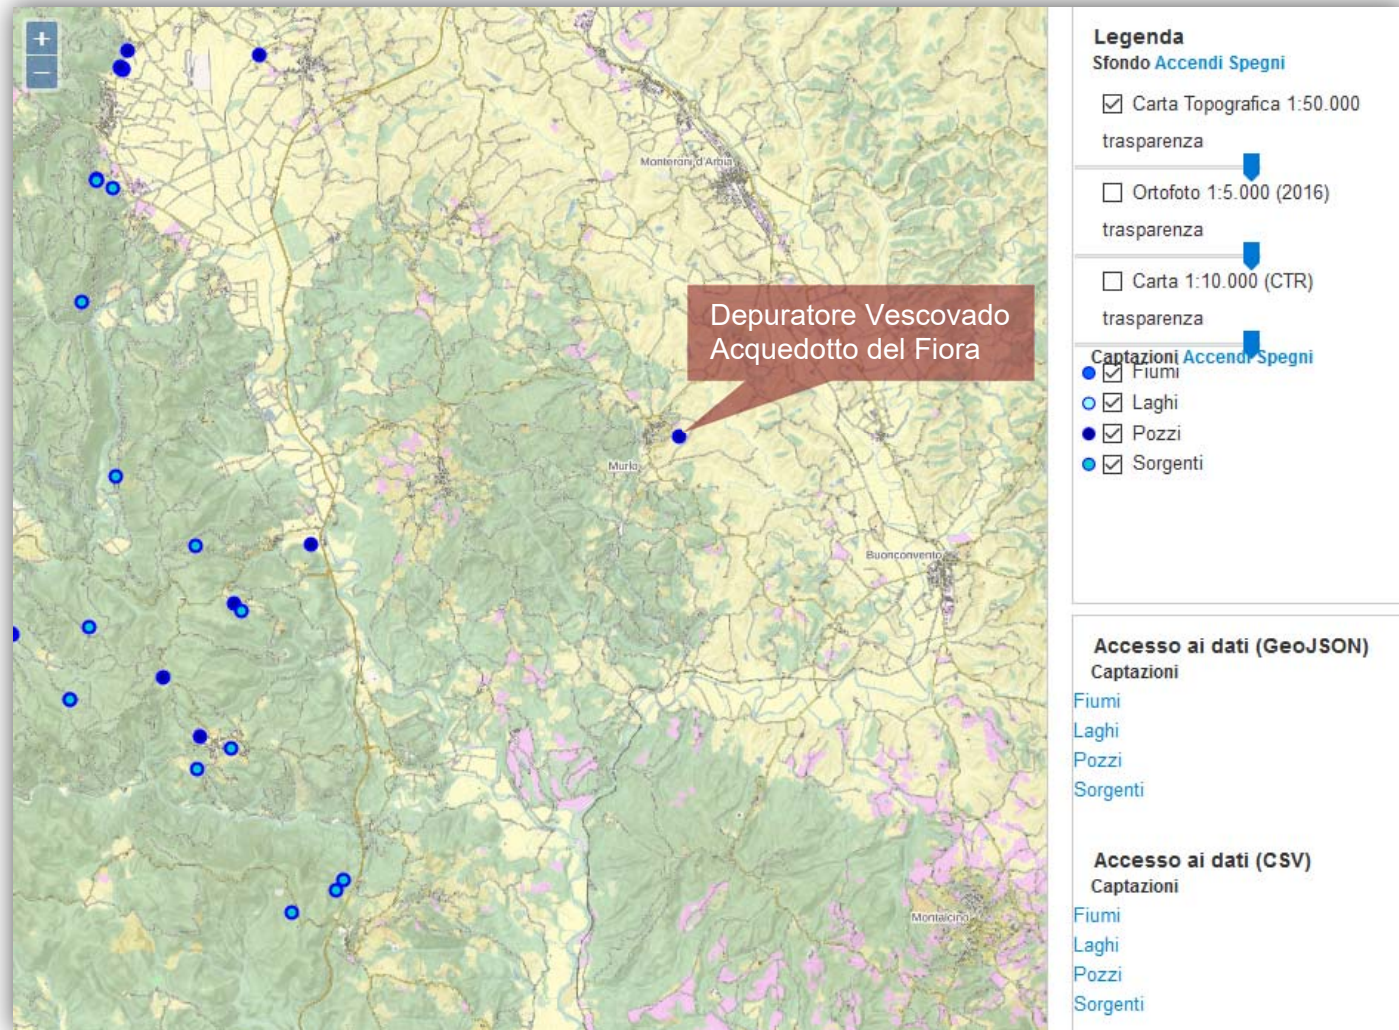 +
−
Monteroni d'Arbia
Depuratore Vescovado
Acquedotto del Fiora
Murlo
Buonconvento
Montalcino
Legenda
Sfondo Accendi Spegni
Carta Topografica 1:50.000
trasparenza
Ortofoto 1:5.000 (2016)
trasparenza
Carta 1:10.000 (CTR)
trasparenza
Captazioni Accendi Spegni
Fiumi
Laghi
Pozzi
Sorgenti
Accesso ai dati (GeoJSON)
Captazioni
Fiumi
Laghi
Pozzi
Sorgenti
Accesso ai dati (CSV)
Captazioni
Fiumi
Laghi
Pozzi
Sorgenti